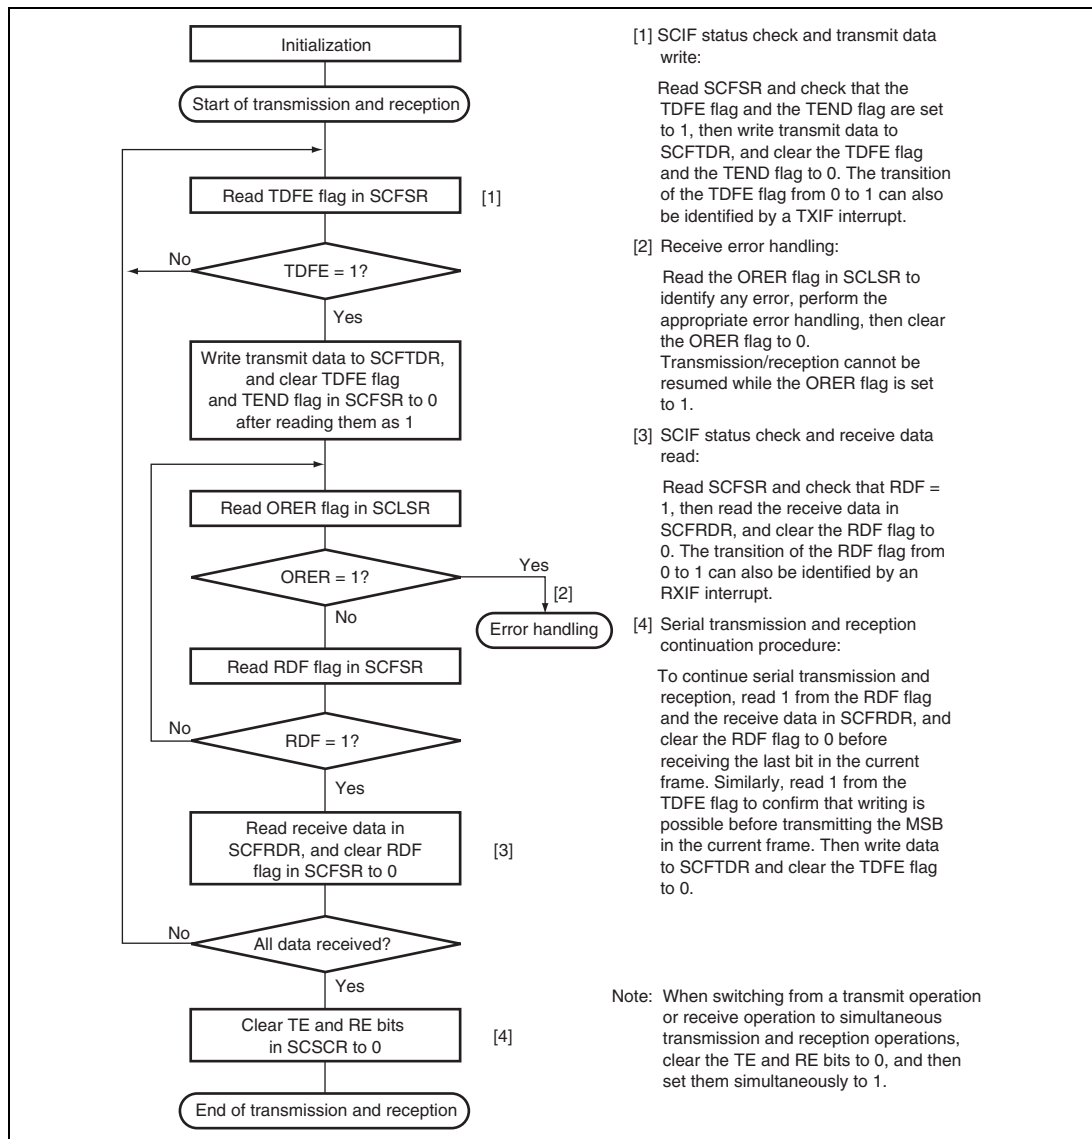 Initialization
Start of transmission and reception
Read TDFE flag in SCFSR
[1]
No
TDFE = 1?
Yes
Write transmit data to SCFTDR,
and clear TDFE flag
and TEND flag in SCFSR to 0
after reading them as 1
Read ORER flag in SCLSR
ORER = 1?
Yes
[2]
No
Error handling
Read RDF flag in SCFSR
No
RDF = 1?
Yes
Read receive data in
SCFRDR, and clear RDF
flag in SCFSR to 0
[3]
No
All data received?
Yes
Clear TE and RE bits
in SCSCR to 0
[4]
End of transmission and reception
[1] SCIF status check and transmit data
write:
Read SCFSR and check that the
TDFE flag and the TEND flag are set
to 1, then write transmit data to
SCFTDR, and clear the TDFE flag
and the TEND flag to 0. The transition
of the TDFE flag from 0 to 1 can also
be identified by a TXIF interrupt.
[2] Receive error handling:
Read the ORER flag in SCLSR to
identify any error, perform the
appropriate error handling, then clear
the ORER flag to 0.
Transmission/reception cannot be
resumed while the ORER flag is set
to 1.
[3] SCIF status check and receive data
read:
Read SCFSR and check that RDF =
1, then read the receive data in
SCFRDR, and clear the RDF flag to
0. The transition of the RDF flag from
0 to 1 can also be identified by an
RXIF interrupt.
[4] Serial transmission and reception
continuation procedure:
To continue serial transmission and
reception, read 1 from the RDF flag
and the receive data in SCFRDR, and
clear the RDF flag to 0 before
receiving the last bit in the current
frame. Similarly, read 1 from the
TDFE flag to confirm that writing is
possible before transmitting the MSB
in the current frame. Then write data
to SCFTDR and clear the TDFE flag
to 0.
Note: When switching from a transmit operation
or receive operation to simultaneous
transmission and reception operations,
clear the TE and RE bits to 0, and then
set them simultaneously to 1.